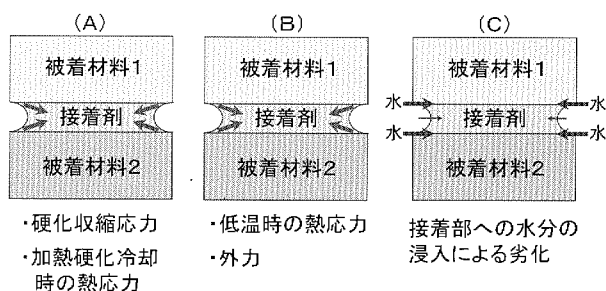 (A)
被着材料1
接着剤
被着材料2
・硬化収縮応力
・加熱硬化冷却
時の熱応力
(B)
被着材料1
接着剤
被着材料2
・低温時の熱応力
・外力
(C)
被着材料1
水 接着剤 水
水 水
被着材料2
接着部への水分の
浸入による劣化